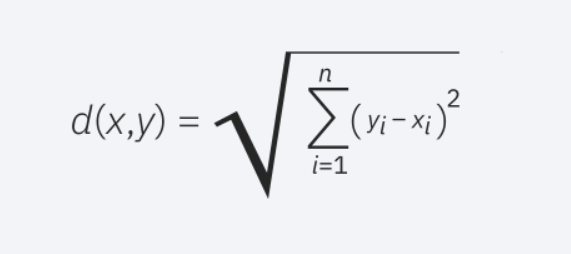 d(x,y) = √ n∑i=1 (yi - xi)²